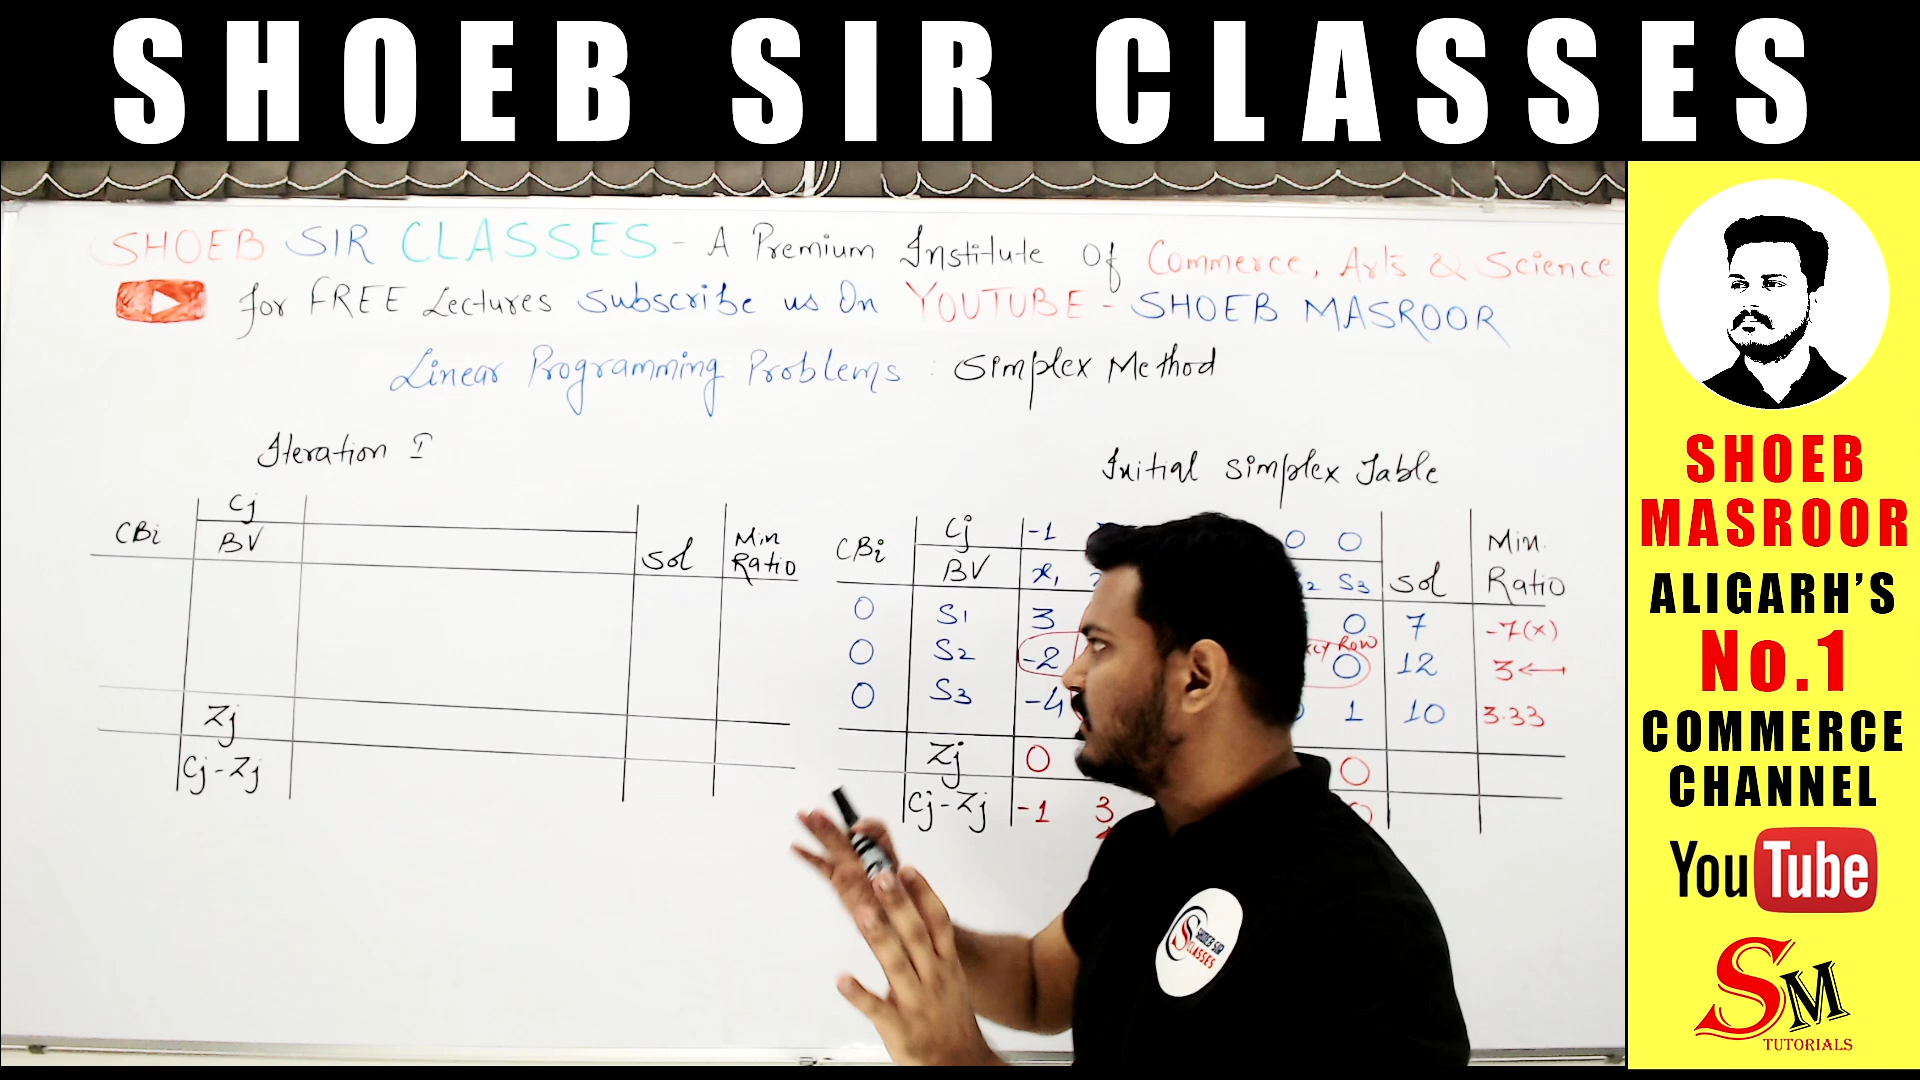 SHOEB SIR CLASSES
SHOEB SIR CLASSES - A Premium Institute Of Commerce, Arts & Science
For FREE Lectures Subscribe us On YOUTUBE - SHOEB MASROOR
Linear Programming Problems : Simplex Method
Iteration I
Cj
CBi BV Sol Min Ratio
Zj
Cj-Zj
Initial Simplex Table
Cj -1 0 0
CBi BV x1 S3 Sol Min. Ratio
0 S1 3 0 7 -7(x)
0 S2 -2 0 12 3←
Row
0 S3 -4 1 10 3.33
Zj 0 0
Cj-Zj -1 3
SHOEB SIR CLASSES
SHOEB
MASROOR
ALIGARH'S
No.1
COMMERCE
CHANNEL
YouTube
SM
TUTORIALS